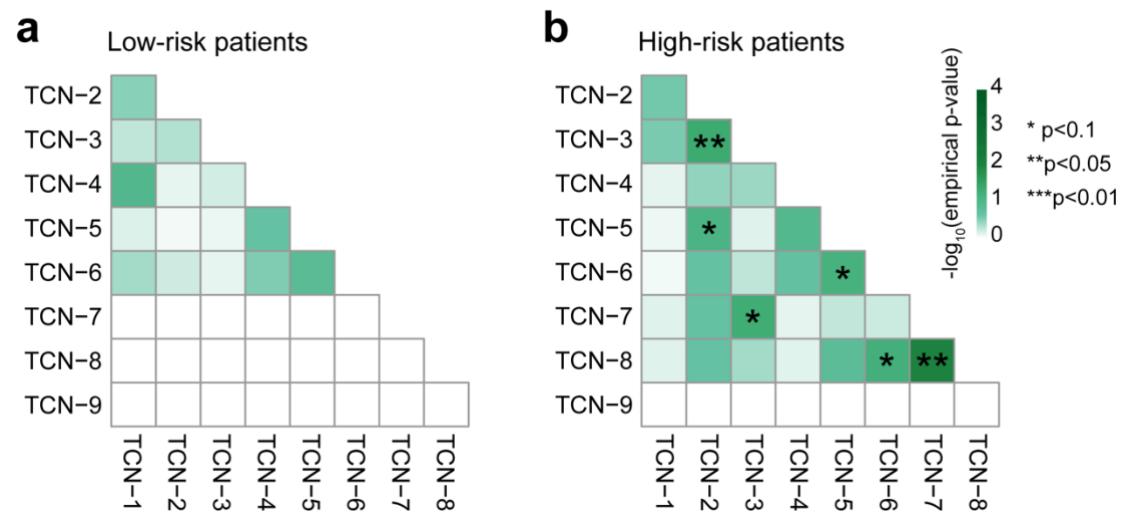 a
Low-risk patients
TCN−2
TCN−3
TCN−4
TCN−5
TCN−6
TCN−7
TCN−8
TCN−9
TCN−1
TCN−2
TCN−3
TCN−4
TCN−5
TCN−6
TCN−7
TCN−8
b
High-risk patients
TCN−2
TCN−3
**
TCN−4
TCN−5
*
TCN−6
*
TCN−7
*
TCN−8
* **
TCN−9
TCN−1
TCN−2
TCN−3
TCN−4
TCN−5
TCN−6
TCN−7
TCN−8
-log₁₀(empirical p-value)
4
3
2
1
0
* p<0.1
**p<0.05
***p<0.01